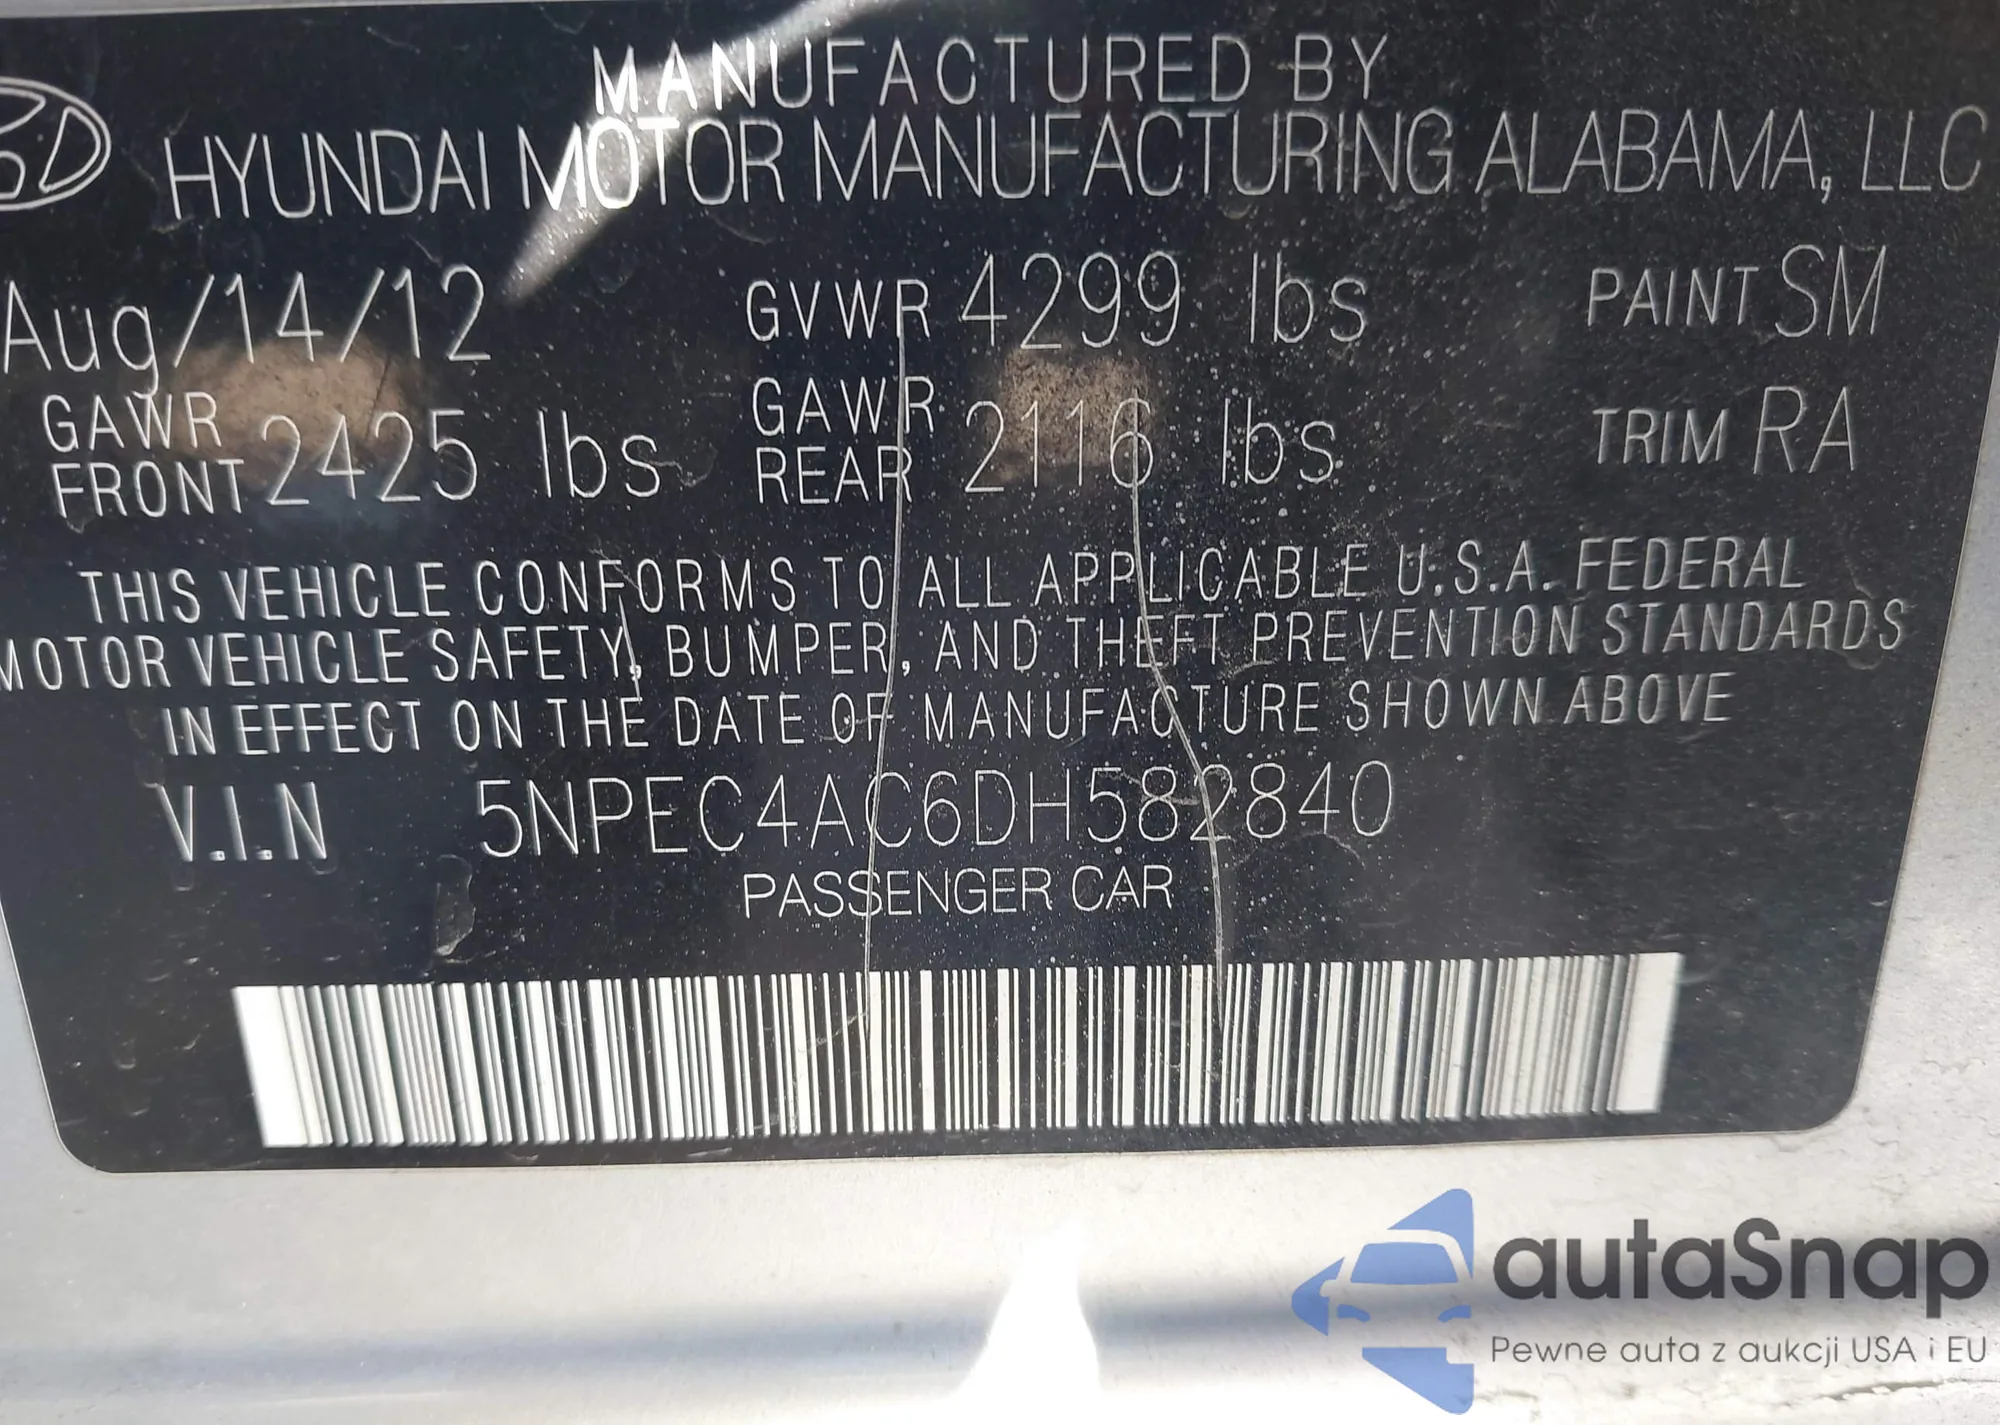 MANUFACTURED BY
HYUNDAI MOTOR MANUFACTURING ALABAMA, LLC
Aug/14/12 GVWR 4299 lbs PAINT SM
GAWR FRONT 2425 lbs GAWR REAR 2116 lbs TRIM RA
THIS VEHICLE CONFORMS TO ALL APPLICABLE U.S.A. FEDERAL
MOTOR VEHICLE SAFETY, BUMPER, AND THEFT PREVENTION STANDARDS
IN EFFECT ON THE DATE OF MANUFACTURE SHOWN ABOVE
V.I.N 5NPEC4AC6DH582840
PASSENGER CAR
autaSnap
Pewne auta z aukcji USA i EU